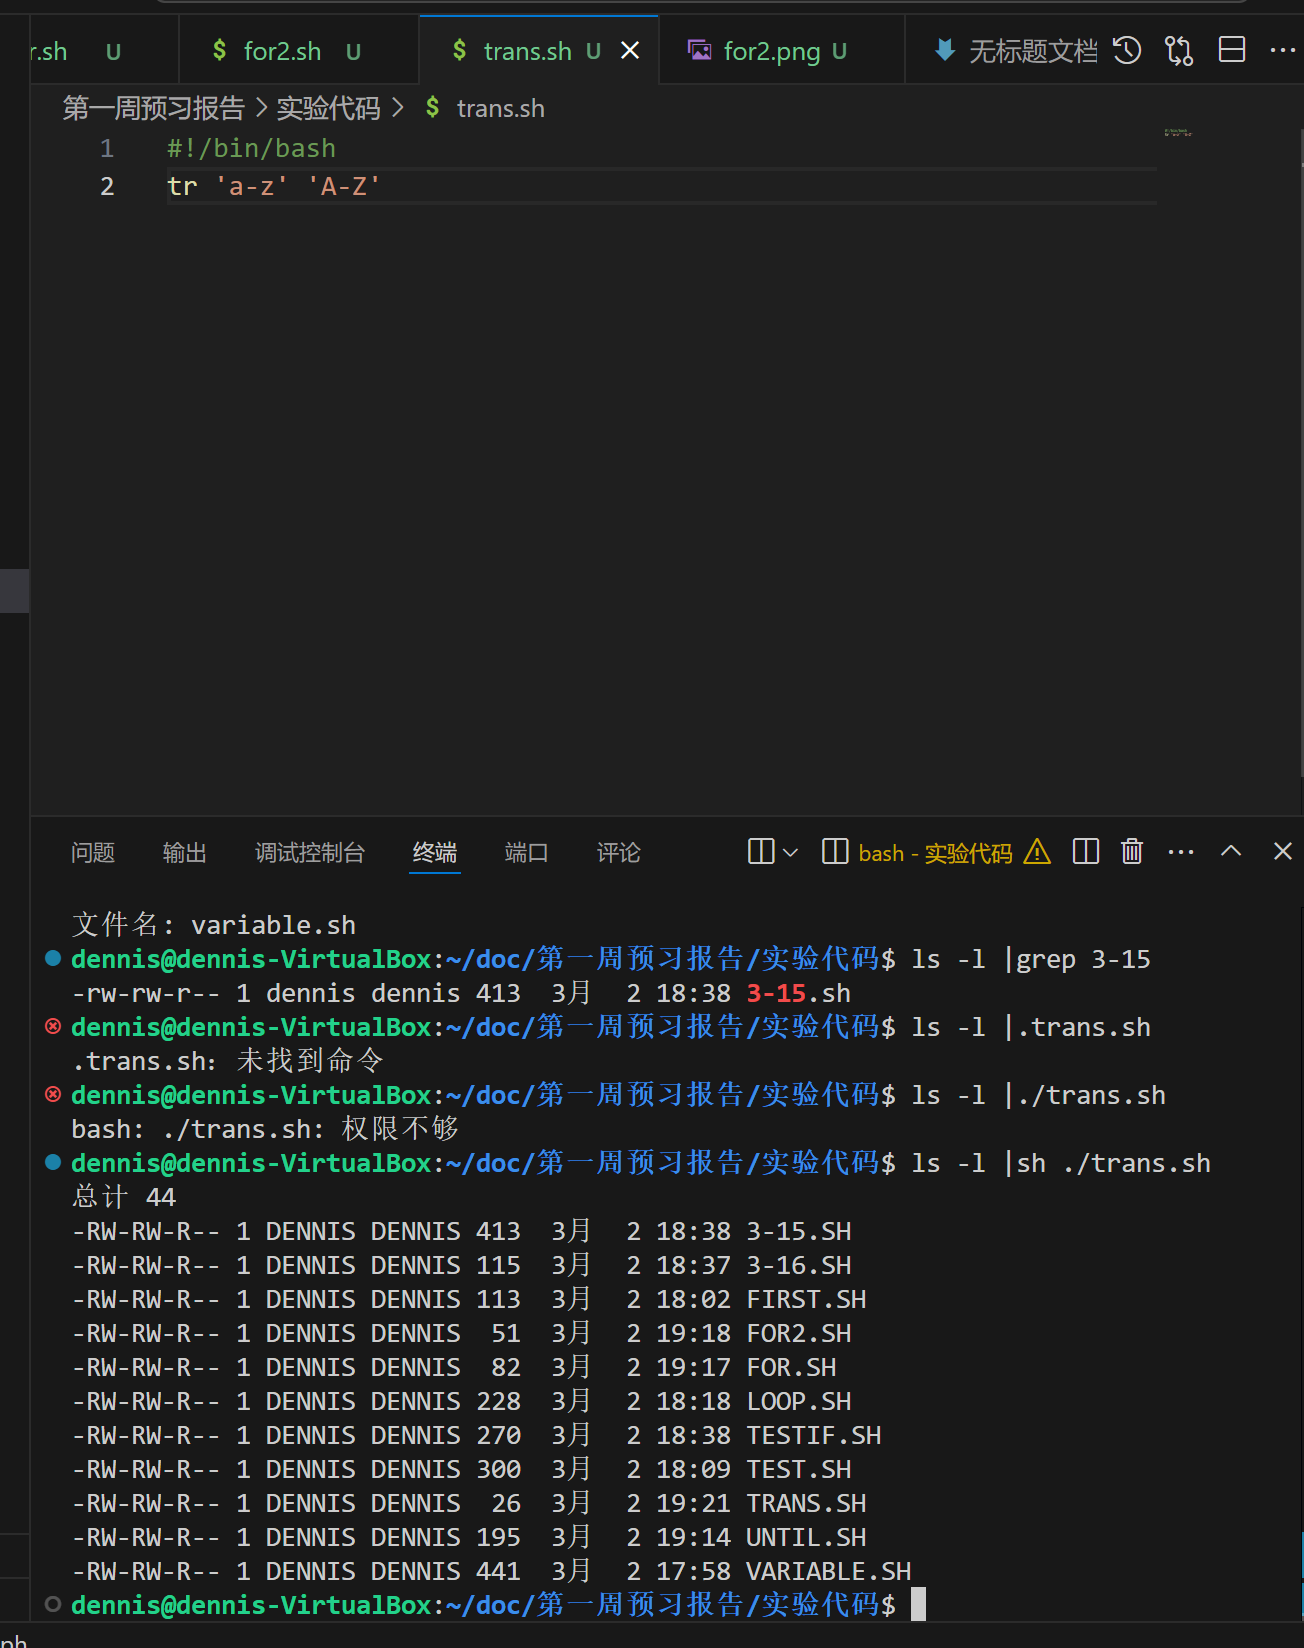 r.sh U $ for2.sh U $ trans.sh U for2.png U 无标题文档
第一周预习报告 > 实验代码 > $ trans.sh
1 #!/bin/bash
2 tr 'a-z' 'A-Z'
问题 输出 调试控制台 终端 端口 评论 bash - 实验代码
文件名: variable.sh
dennis@dennis-VirtualBox:~/doc/第一周预习报告/实验代码$ ls -l |grep 3-15
-rw-rw-r-- 1 dennis dennis 413  3月  2 18:38 3-15.sh
dennis@dennis-VirtualBox:~/doc/第一周预习报告/实验代码$ ls -l |.trans.sh
.trans.sh: 未找到命令
dennis@dennis-VirtualBox:~/doc/第一周预习报告/实验代码$ ls -l |./trans.sh
bash: ./trans.sh: 权限不够
dennis@dennis-VirtualBox:~/doc/第一周预习报告/实验代码$ ls -l |sh ./trans.sh
总计 44
-RW-RW-R-- 1 DENNIS DENNIS 413  3月  2 18:38 3-15.SH
-RW-RW-R-- 1 DENNIS DENNIS 115  3月  2 18:37 3-16.SH
-RW-RW-R-- 1 DENNIS DENNIS 113  3月  2 18:02 FIRST.SH
-RW-RW-R-- 1 DENNIS DENNIS  51  3月  2 19:18 FOR2.SH
-RW-RW-R-- 1 DENNIS DENNIS  82  3月  2 19:17 FOR.SH
-RW-RW-R-- 1 DENNIS DENNIS 228  3月  2 18:18 LOOP.SH
-RW-RW-R-- 1 DENNIS DENNIS 270  3月  2 18:38 TESTIF.SH
-RW-RW-R-- 1 DENNIS DENNIS 300  3月  2 18:09 TEST.SH
-RW-RW-R-- 1 DENNIS DENNIS  26  3月  2 19:21 TRANS.SH
-RW-RW-R-- 1 DENNIS DENNIS 195  3月  2 19:14 UNTIL.SH
-RW-RW-R-- 1 DENNIS DENNIS 441  3月  2 17:58 VARIABLE.SH
dennis@dennis-VirtualBox:~/doc/第一周预习报告/实验代码$